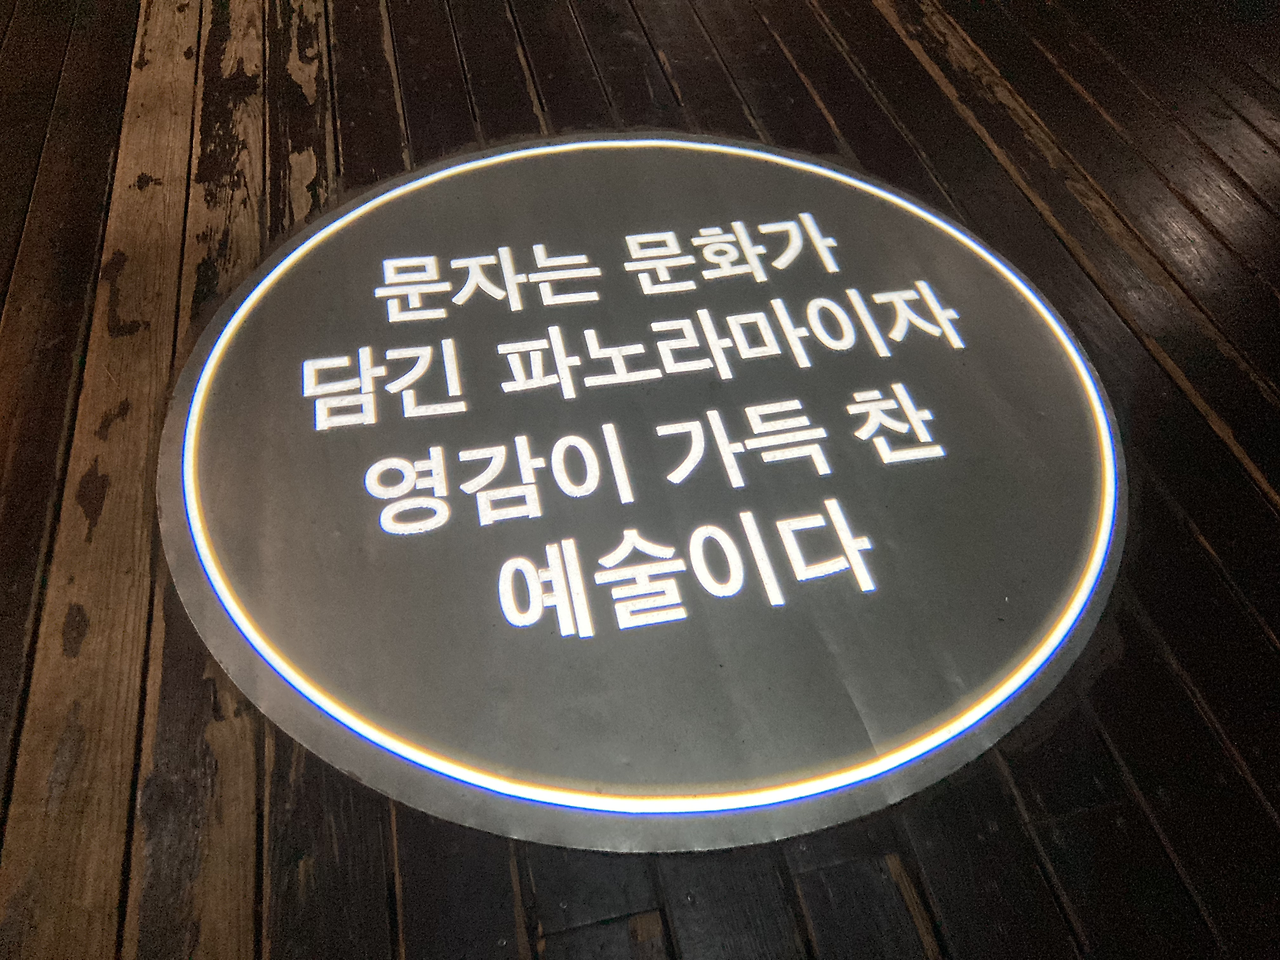 문자는 문화가
담긴 파노라마이자
영감이 가득 찬
예술이다